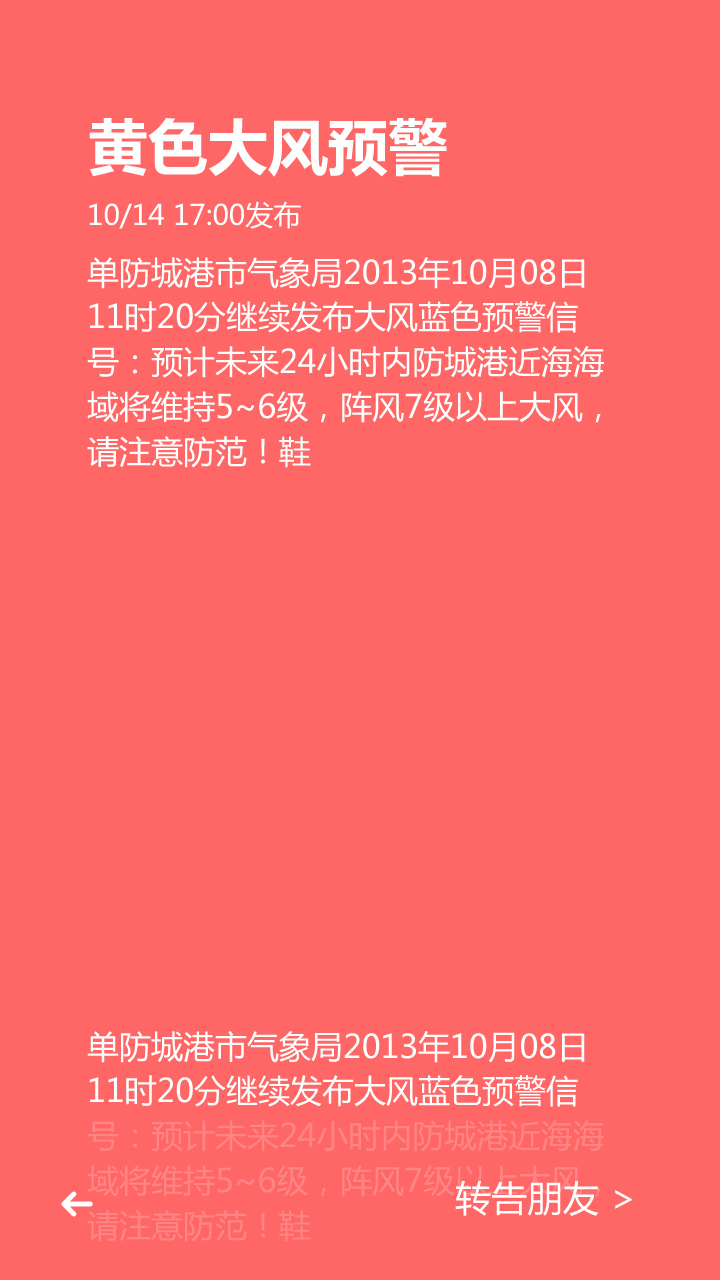 黄色大风预警
10/14 17:00发布
单防城港市气象局2013年10月08日
11时20分继续发布大风蓝色预警信
号：预计未来24小时内防城港近海海
域将维持5~6级，阵风7级以上大风，
请注意防范！鞋
单防城港市气象局2013年10月08日
11时20分继续发布大风蓝色预警信
号：预计未来24小时内防城港近海海
域将维持5~6级，阵风7级以上大风，
转告朋友 >
请注意防范！鞋